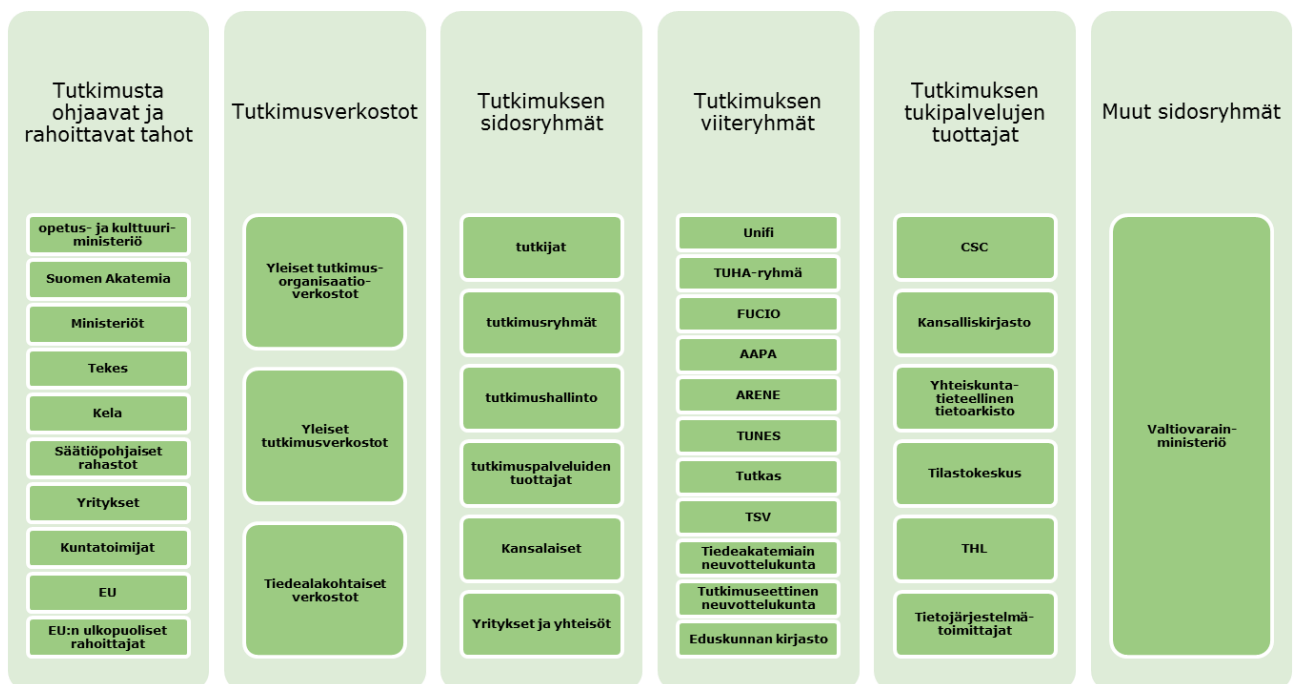 Tutkimusta
ohjaavat ja
rahoittavat tahot
opetus- ja kulttuuri-
ministeriö
Suomen Akatemia
Ministeriöt
Tekes
Kela
Säätiöpohjaiset
rahastot
Yritykset
Kuntatoimijat
EU
EU:n ulkopuoliset
rahoittajat
Tutkimusverkostot
Yleiset tutkimus-
organisaatio-
verkostot
Yleiset
tutkimusverkostot
Tiedealakohtaiset
verkostot
Tutkimuksen
sidosryhmät
tutkijat
tutkimusryhmät
tutkimushallinto
tutkimuspalveluiden
tuottajat
Kansalaiset
Yritykset ja yhteisöt
Tutkimuksen
viiteryhmät
Unifi
TUHA-ryhmä
FUCIO
AAPA
ARENE
TUNES
Tutkas
TSV
Tiedeakatemiain
neuvottelukunta
Tutkimuseettinen
neuvottelukunta
Eduskunnan kirjasto
Tutkimuksen
tukipalvelujen
tuottajat
CSC
Kansalliskirjasto
Yhteiskunta-
tieteellinen
tietoarkisto
Tilastokeskus
THL
Tietojärjestelmä-
toimittajat
Muut sidosryhmät
Valtiovarain-
ministeriö